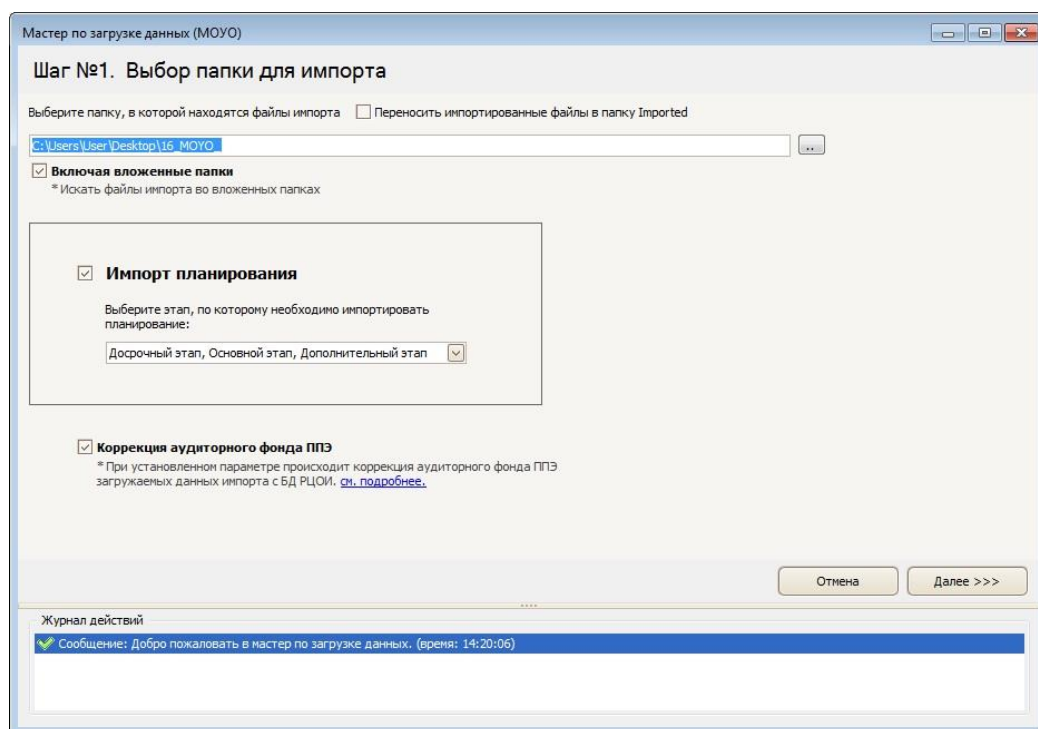 Мастер по загрузке данных (МОУО)
Шаг №1. Выбор папки для импорта
Выберите папку, в которой находятся файлы импорта Переносить импортированные файлы в папку Imported
C:\Users\User\Desktop\16_МОУО_
..
Включая вложенные папки
* Искать файлы импорта во вложенных папках
Импорт планирования
Выберите этап, по которому необходимо импортировать
планирование:
Досрочный этап, Основной этап, Дополнительный этап
Коррекция аудиторного фонда ППЭ
* При установленном параметре происходит коррекция аудиторного фонда ППЭ
загружаемых данных импорта с БД РЦОИ. см. подробнее.
Отмена Далее >>>
Журнал действий
Сообщение: Добро пожаловать в мастер по загрузке данных. (время: 14:20:06)